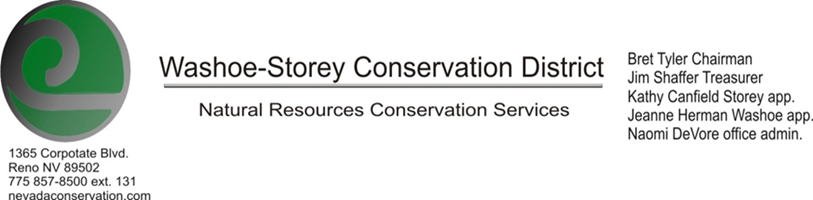 Washoe-Storey Conservation District
Natural Resources Conservation Services
Bret Tyler Chairman
Jim Shaffer Treasurer
Kathy Canfield Storey app.
Jeanne Herman Washoe app.
Naomi DeVore office admin.
1365 Corpotate Blvd.
Reno NV 89502
775 857-8500 ext. 131
nevadaconservation.com